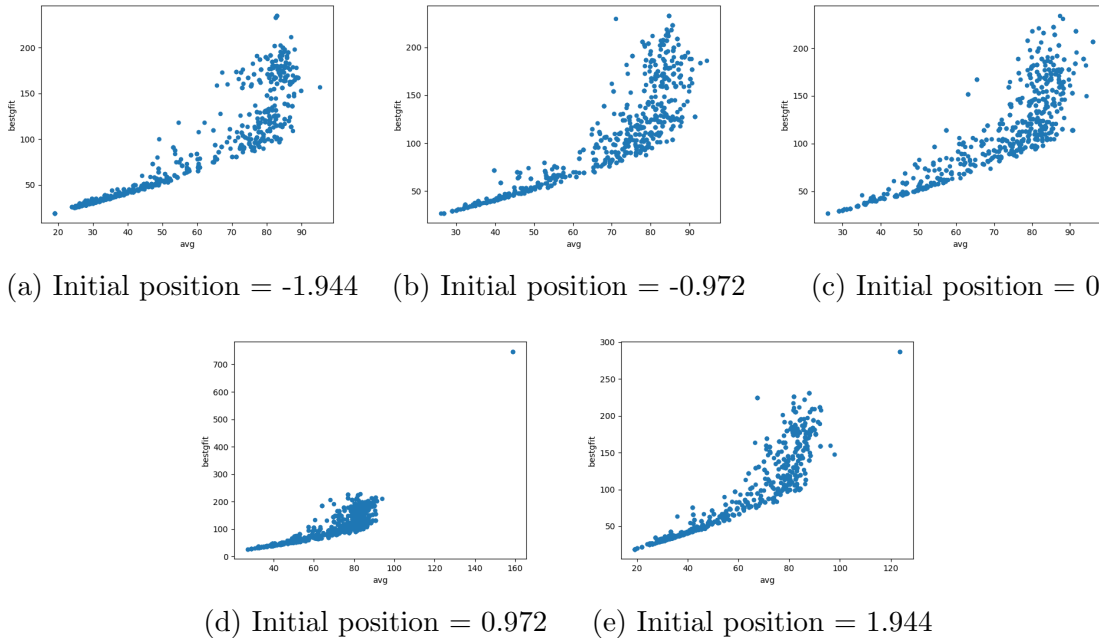 200
150
100
50
bestgfit
20 30 40 50 60 70 80 90
avg
200
150
100
50
bestgfit
30 40 50 60 70 80 90
avg
200
150
100
50
bestgfit
30 40 50 60 70 80 90
avg
(a) Initial position = -1.944
(b) Initial position = -0.972
(c) Initial position = 0
700
600
500
400
300
200
100
0
bestgfit
40 60 80 100 120 140 160
avg
300
250
200
150
100
50
bestgfit
20 40 60 80 100 120
avg
(d) Initial position = 0.972
(e) Initial position = 1.944